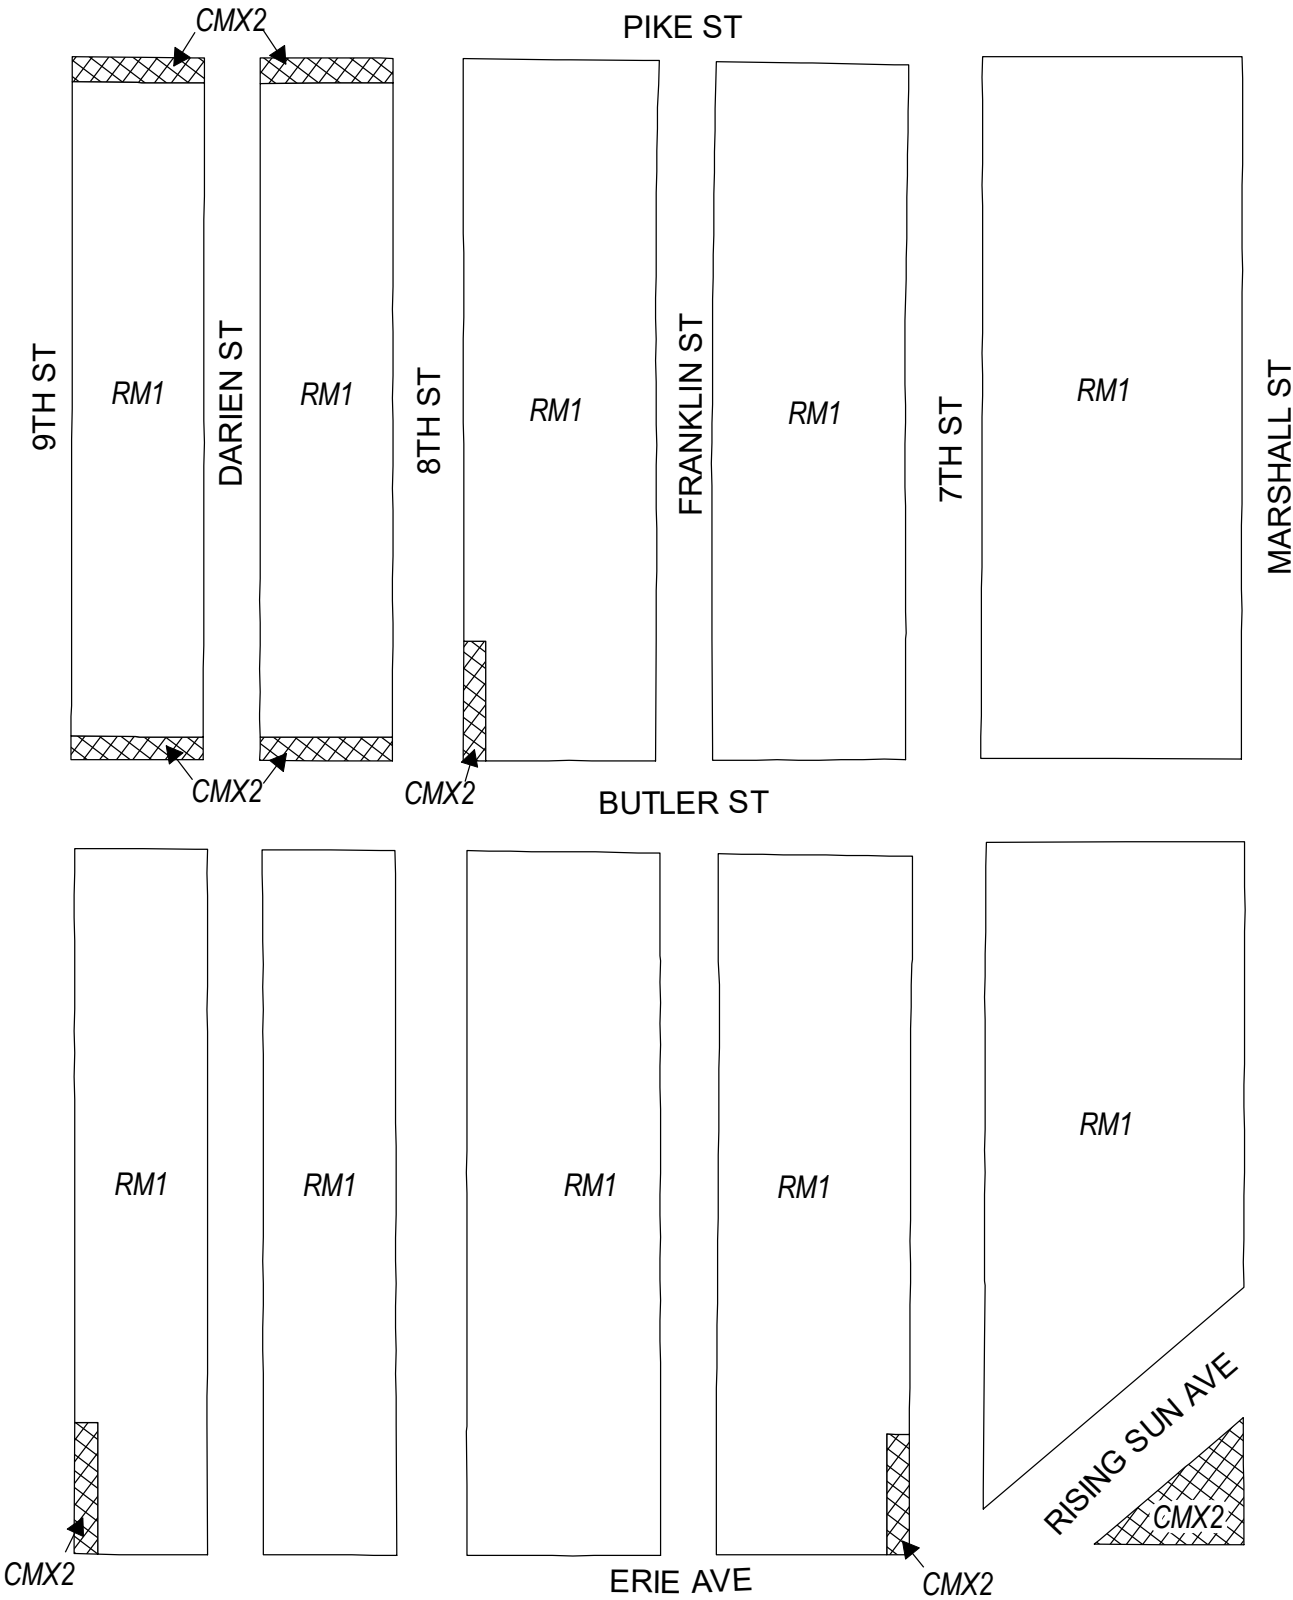 CMX2
PIKE ST
9TH ST
RM1
DARIEN ST
RM1
8TH ST
RM1
FRANKLIN ST
RM1
7TH ST
RM1
MARSHALL ST
CMX2
CMX2
BUTLER ST
RM1
RM1
RM1
RM1
RM1
RISING SUN AVE
CMX2
CMX2
ERIE AVE
CMX2